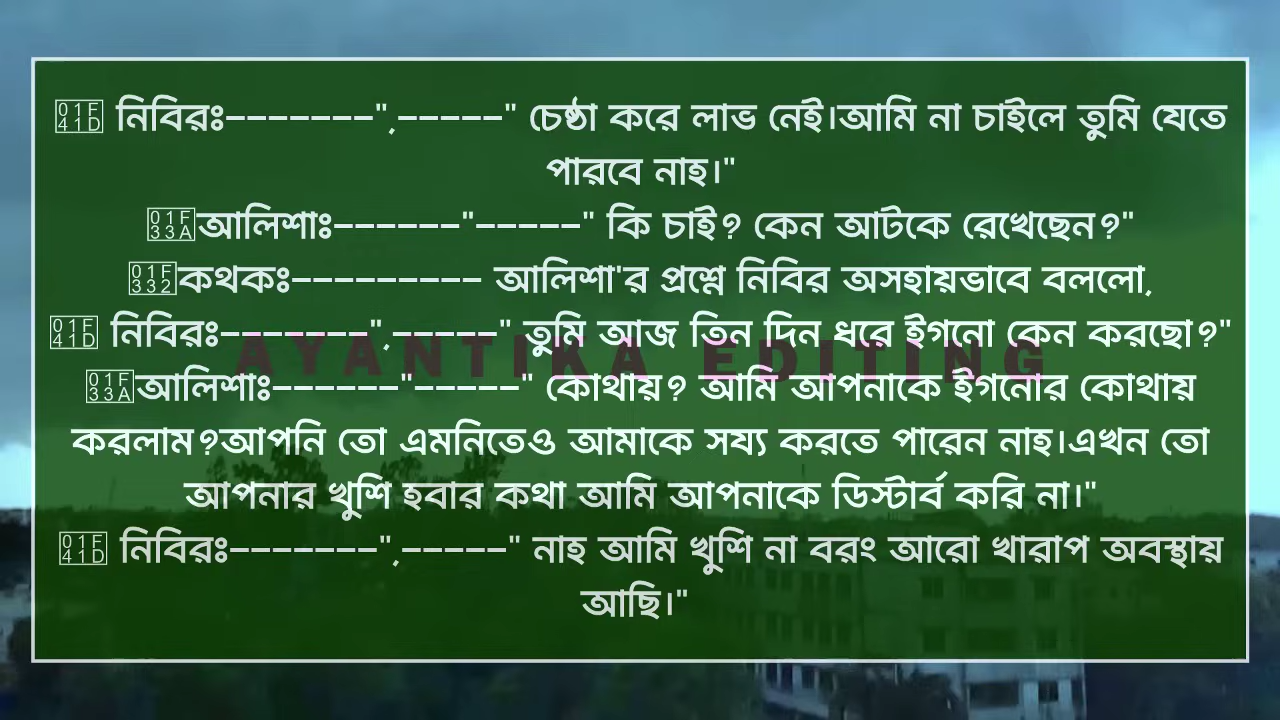 নিবিরঃ–––––––",–––––" চেষ্ঠা করে লাভ নেই।আমি না চাইলে তুমি যেতে
পারবে নাহ।"
আলিশাঃ––––––"–––––" কি চাই? কেন আটকে রেখেছেন?"
কথকঃ––––––––– আলিশা'র প্রশ্নে নিবির অসহায়ভাবে বললো,
নিবিরঃ–––––––",–––––" তুমি আজ তিন দিন ধরে ইগনো কেন করছো?"
AYANTIKA EDITING
আলিশাঃ––––––"–––––" কোথায়? আমি আপনাকে ইগনোর কোথায়
করলাম?আপনি তো এমনিতেও আমাকে সয্য করতে পারেন নাহ।এখন তো
আপনার খুশি হবার কথা আমি আপনাকে ডিস্টার্ব করি না।"
নিবিরঃ–––––––",–––––" নাহ আমি খুশি না বরং আরো খারাপ অবস্থায়
আছি।"